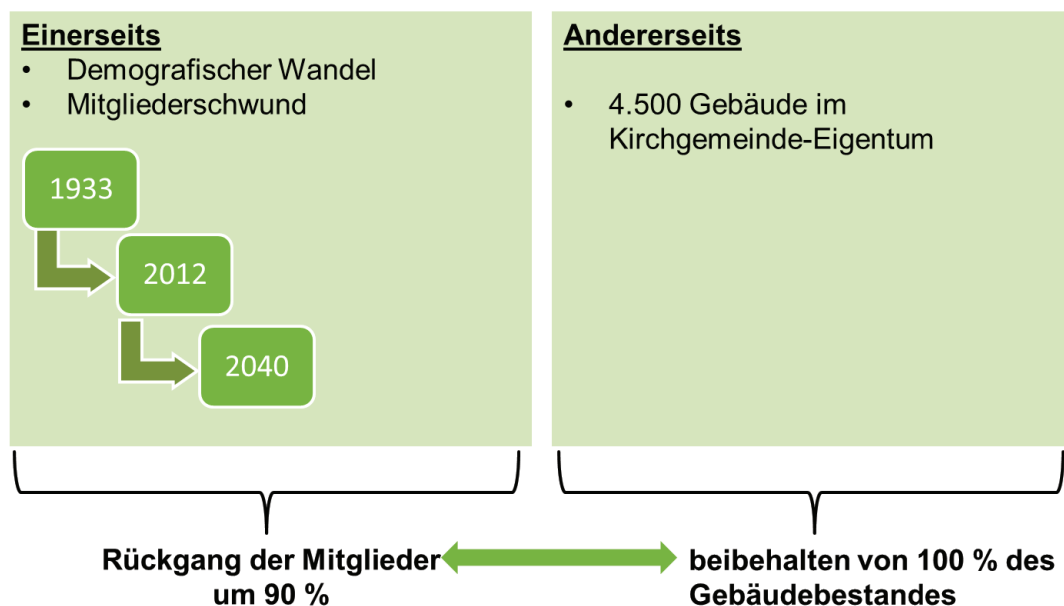 Einerseits
• Demografischer Wandel
• Mitgliederschwund
1933
2012
2040
Andererseits
• 4.500 Gebäude im
Kirchgemeinde-Eigentum
Rückgang der Mitglieder
um 90 %
beibehalten von 100 % des
Gebäudebestandes